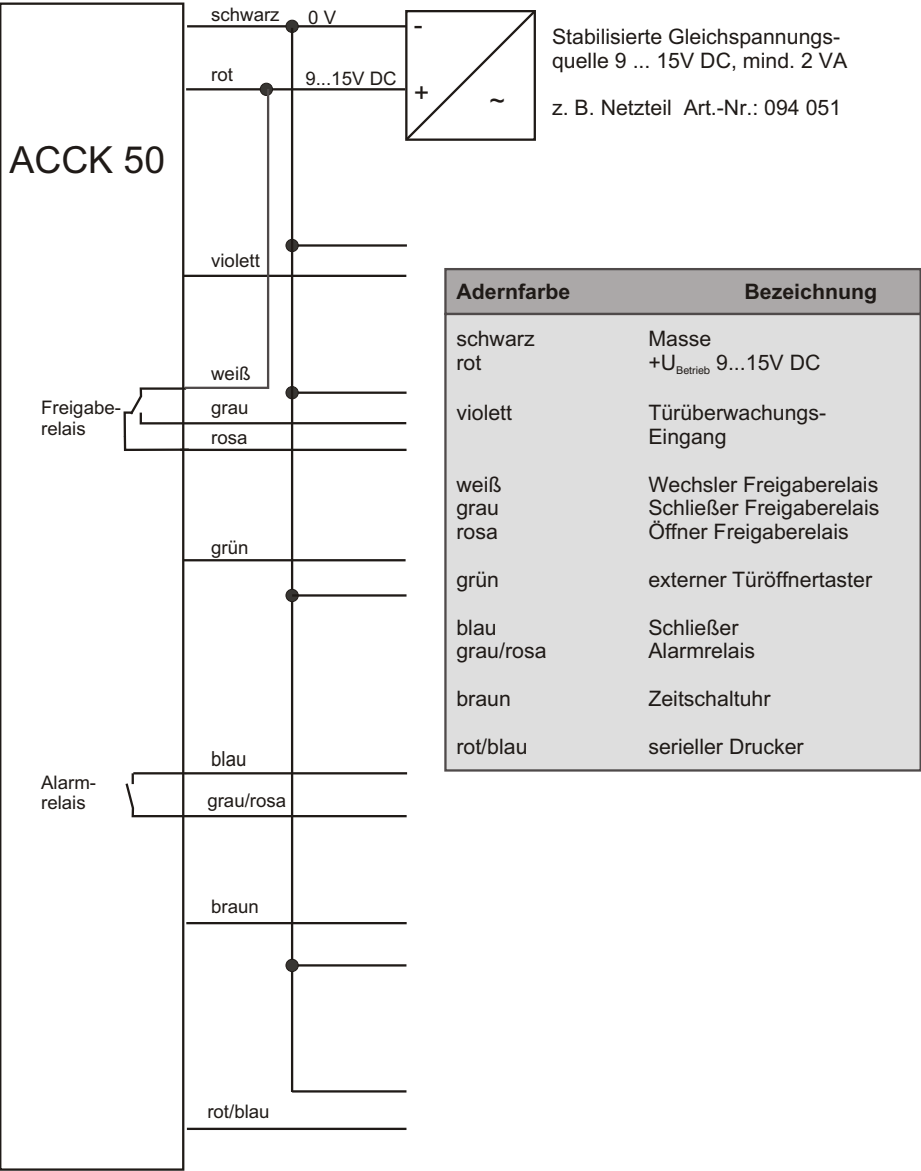 schwarz 0 V
-
Stabilisierte Gleichspannungs-
quelle 9 ... 15V DC, mind. 2 VA
rot 9...15V DC
+
~
z. B. Netzteil Art.-Nr.: 094 051
ACCK 50
violett
weiß
Freigabe-
relais
grau
rosa
grün
blau
Alarm-
relais
grau/rosa
braun
rot/blau
Adernfarbe Bezeichnung
schwarz Masse
rot +UBetrieb 9...15V DC
violett Türüberwachungs-
Eingang
weiß Wechsler Freigaberelais
grau Schließer Freigaberelais
rosa Öffner Freigaberelais
grün externer Türöffnertaster
blau Schließer
grau/rosa Alarmrelais
braun Zeitschaltuhr
rot/blau serieller Drucker